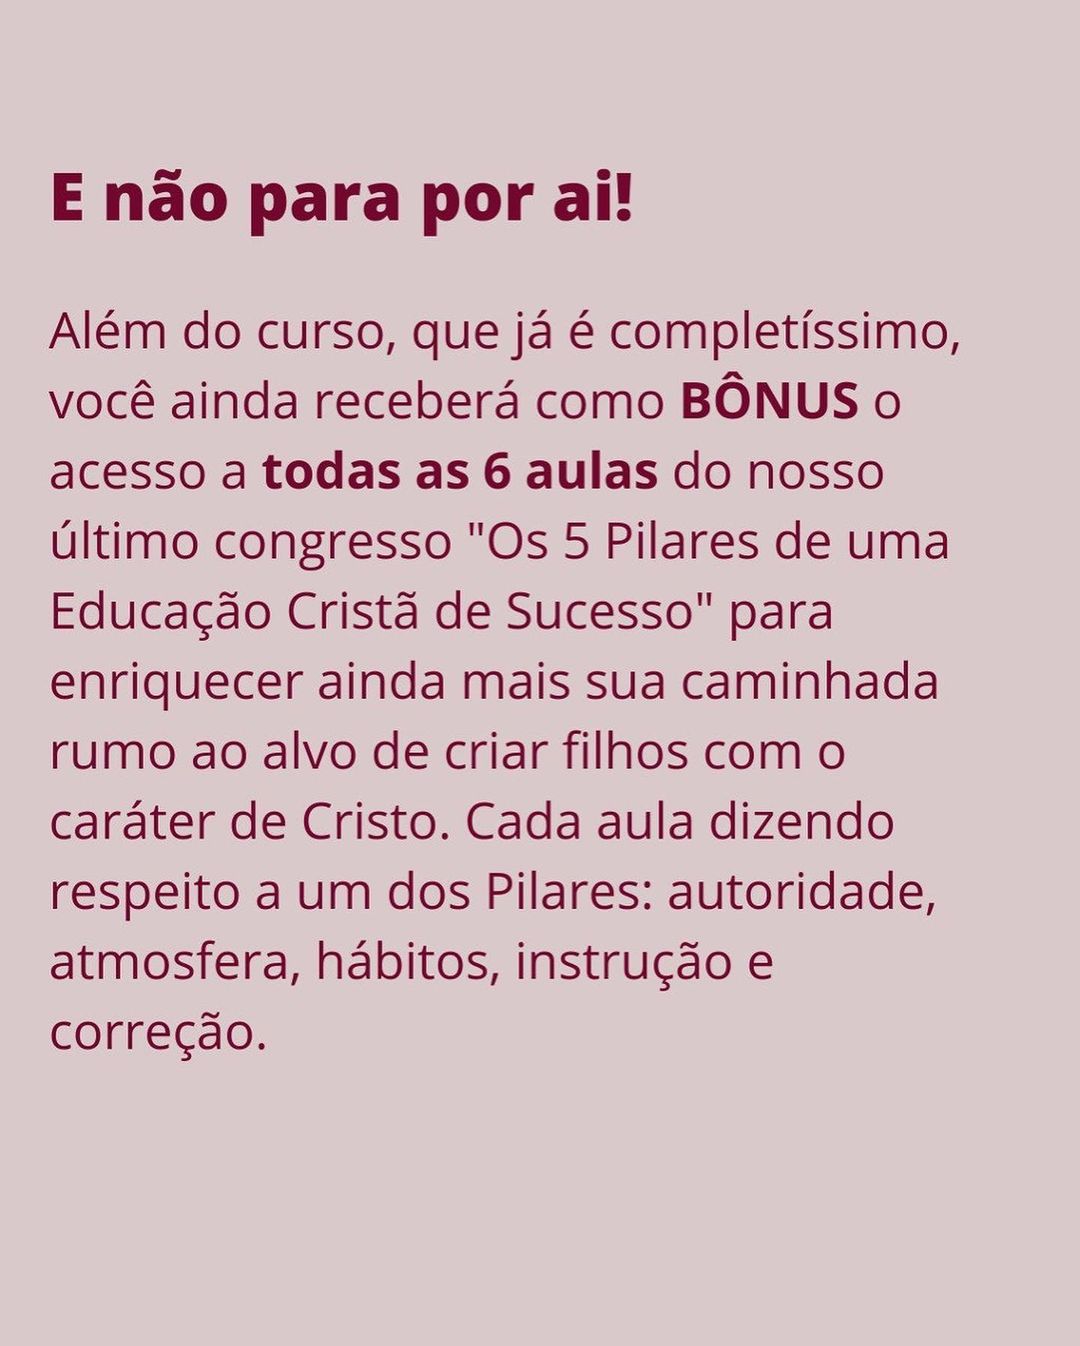 E não para por ai!
Além do curso, que já é completíssimo,
você ainda receberá como BÔNUS o
acesso a todas as 6 aulas do nosso
último congresso "Os 5 Pilares de uma
Educação Cristã de Sucesso" para
enriquecer ainda mais sua caminhada
rumo ao alvo de criar filhos com o
caráter de Cristo. Cada aula dizendo
respeito a um dos Pilares: autoridade,
atmosfera, hábitos, instrução e
correção.